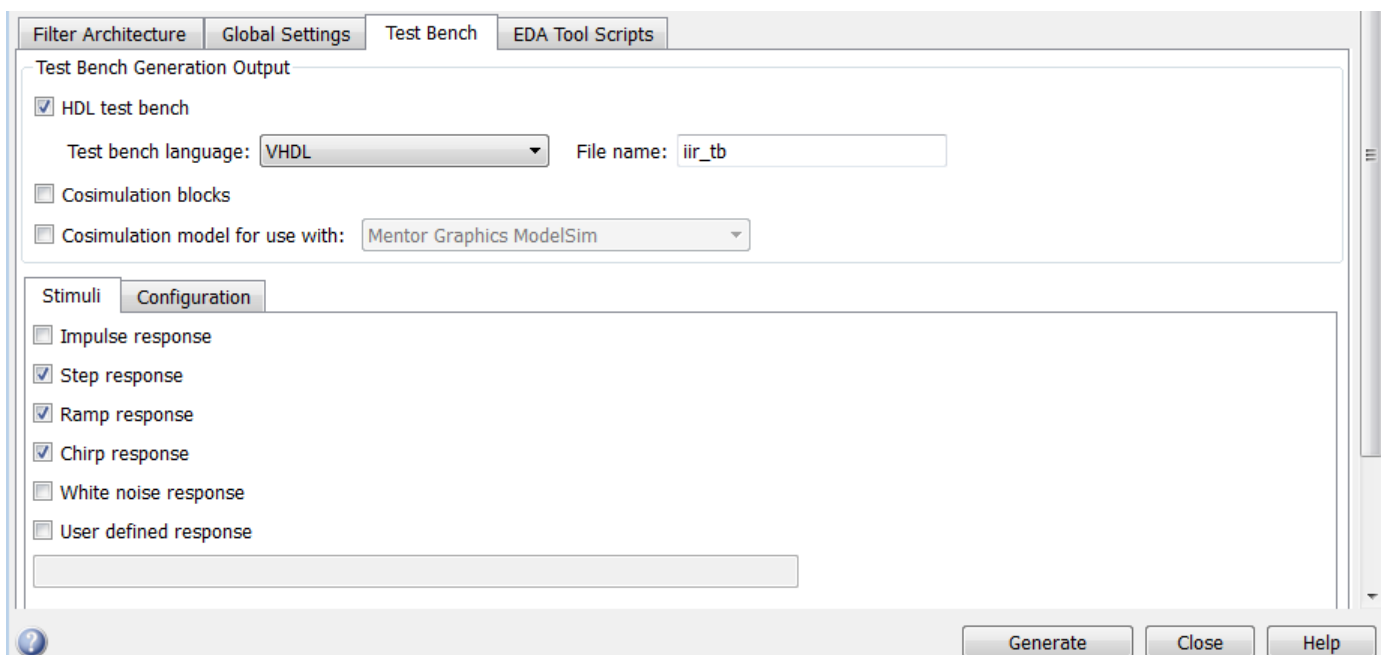 Filter Architecture Global Settings Test Bench EDA Tool Scripts
Test Bench Generation Output
HDL test bench
Test bench language: VHDL File name: iir_tb
Cosimulation blocks
Cosimulation model for use with: Mentor Graphics ModelSim
Stimuli Configuration
Impulse response
Step response
Ramp response
Chirp response
White noise response
User defined response
? Generate Close Help